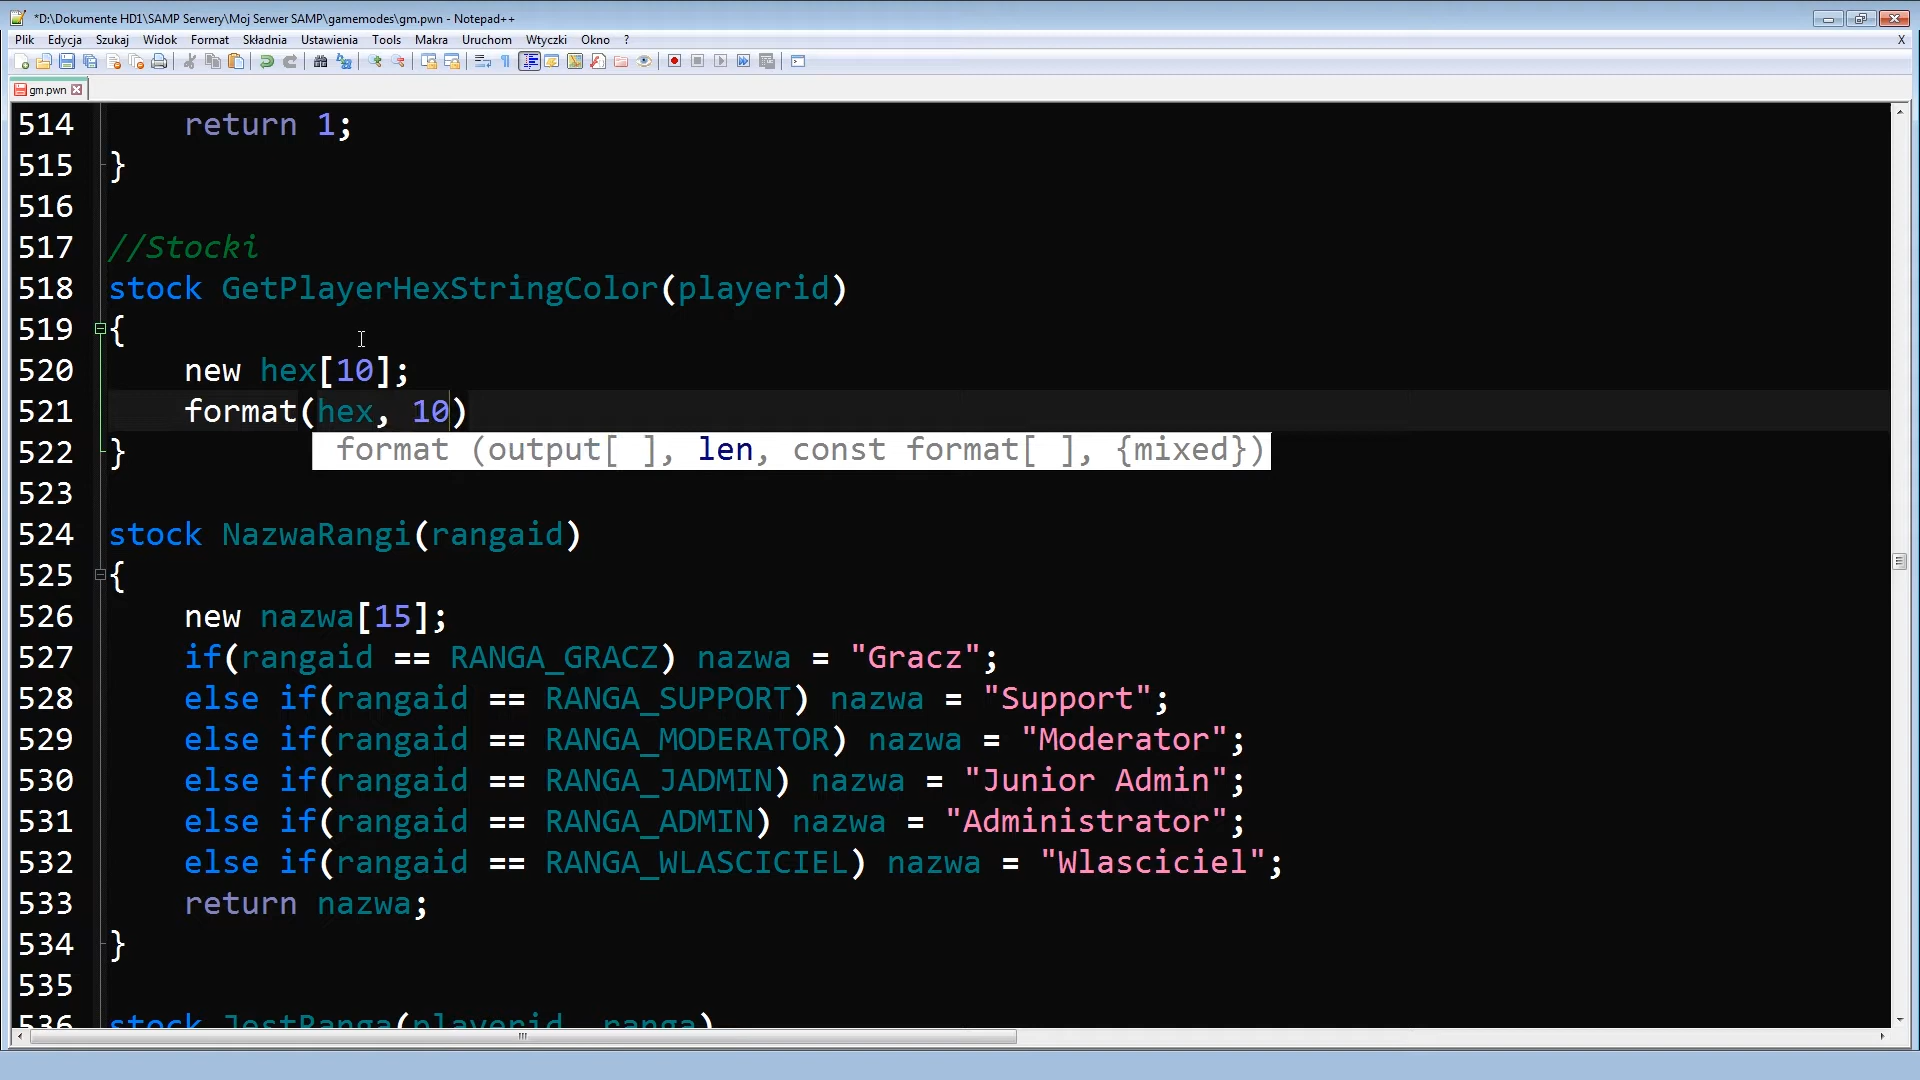 *D:\Dokumente HD1\SAMP Serwery\Moj Serwer SAMP\gamemodes\gm.pwn - Notepad++
Plik Edycja Szukaj Widok Format Składnia Ustawienia Tools Makra Uruchom Wtyczki Okno ? X
gm.pwn
514 return 1;
515 }
516
517 //Stocki
518 stock GetPlayerHexStringColor(playerid)
519 {
520 new hex[10];
521 format(hex, 10)
format (output[ ], len, const format[ ], {mixed})
522 }
523
524 stock NazwaRangi(rangaid)
525 {
526 new nazwa[15];
527 if(rangaid == RANGA_GRACZ) nazwa = "Gracz";
528 else if(rangaid == RANGA_SUPPORT) nazwa = "Support";
529 else if(rangaid == RANGA_MODERATOR) nazwa = "Moderator";
530 else if(rangaid == RANGA_JADMIN) nazwa = "Junior Admin";
531 else if(rangaid == RANGA_ADMIN) nazwa = "Administrator";
532 else if(rangaid == RANGA_WLASCICIEL) nazwa = "Wlasciciel";
533 return nazwa;
534 }
535
536 stock JestRanga(playerid, ranga)